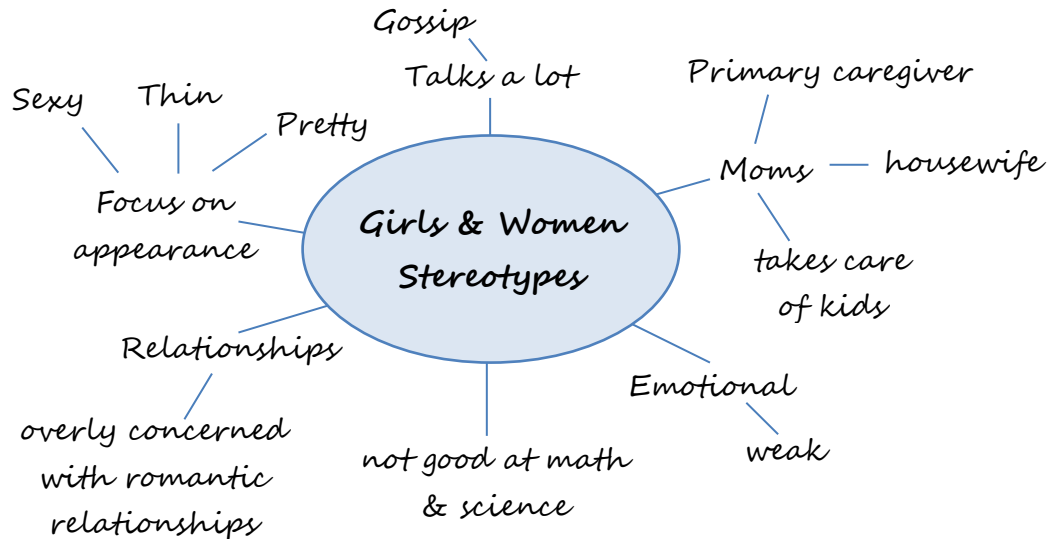 Gossip
Talks a lot
Primary caregiver
Sexy
Thin
Pretty
Moms
housewife
Focus on
appearance
Girls & Women
Stereotypes
takes care
of kids
Relationships
Emotional
overly concerned
with romantic
relationships
not good at math
& science
weak